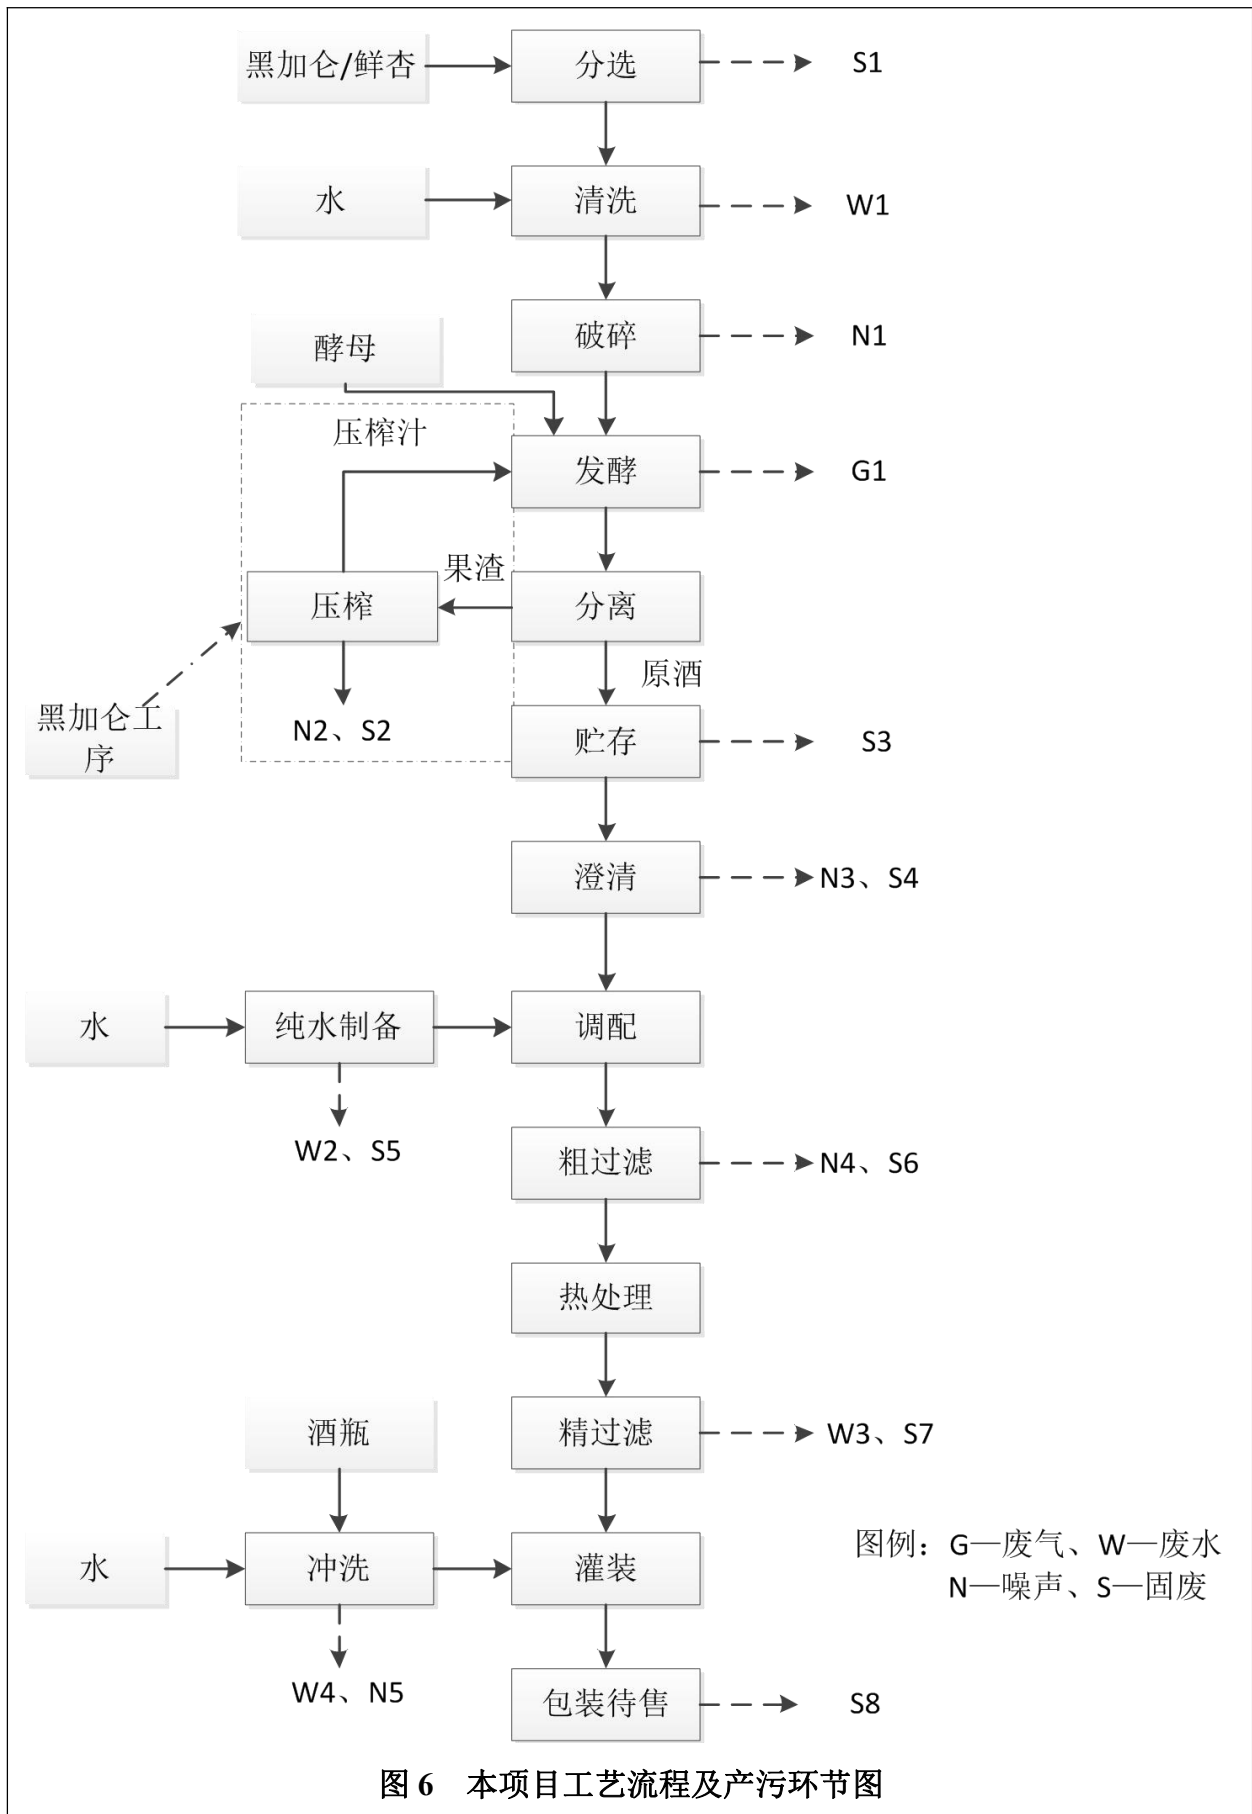 黑加仑/鲜杏
分选
S1
水
清洗
W1
破碎
N1
酵母
压榨汁
发酵
G1
果渣
压榨
分离
原酒
黑加仑工
序
N2、S2
贮存
S3
澄清
N3、S4
水
纯水制备
调配
W2、S5
粗过滤
N4、S6
热处理
酒瓶
精过滤
W3、S7
水
冲洗
灌装
图例：G—废气、W—废水
N—噪声、S—固废
W4、N5
包装待售
S8
图 6 本项目工艺流程及产污环节图